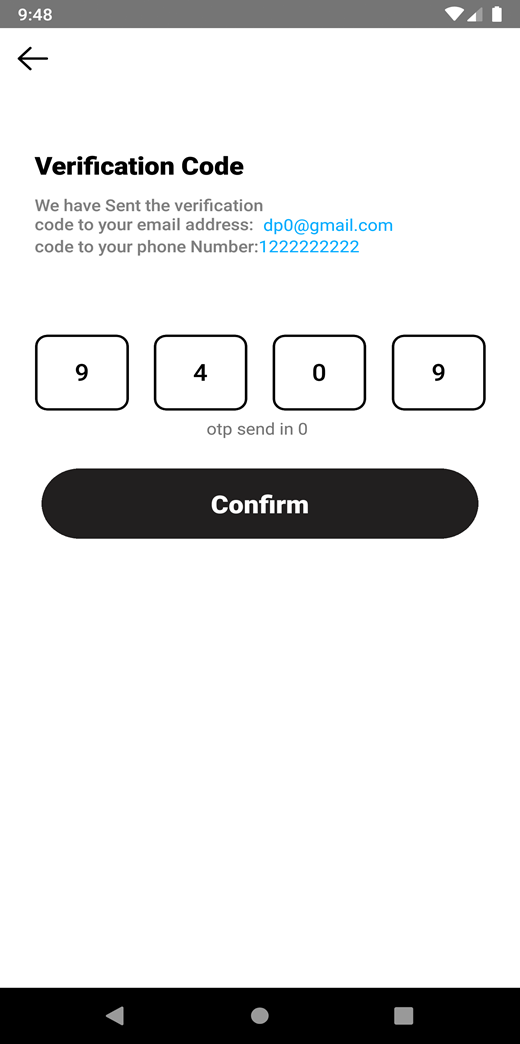 9:48
Verification Code
We have Sent the verification
code to your email address: dp0@gmail.com
code to your phone Number:1222222222
9 4 0 9
otp send in 0
Confirm